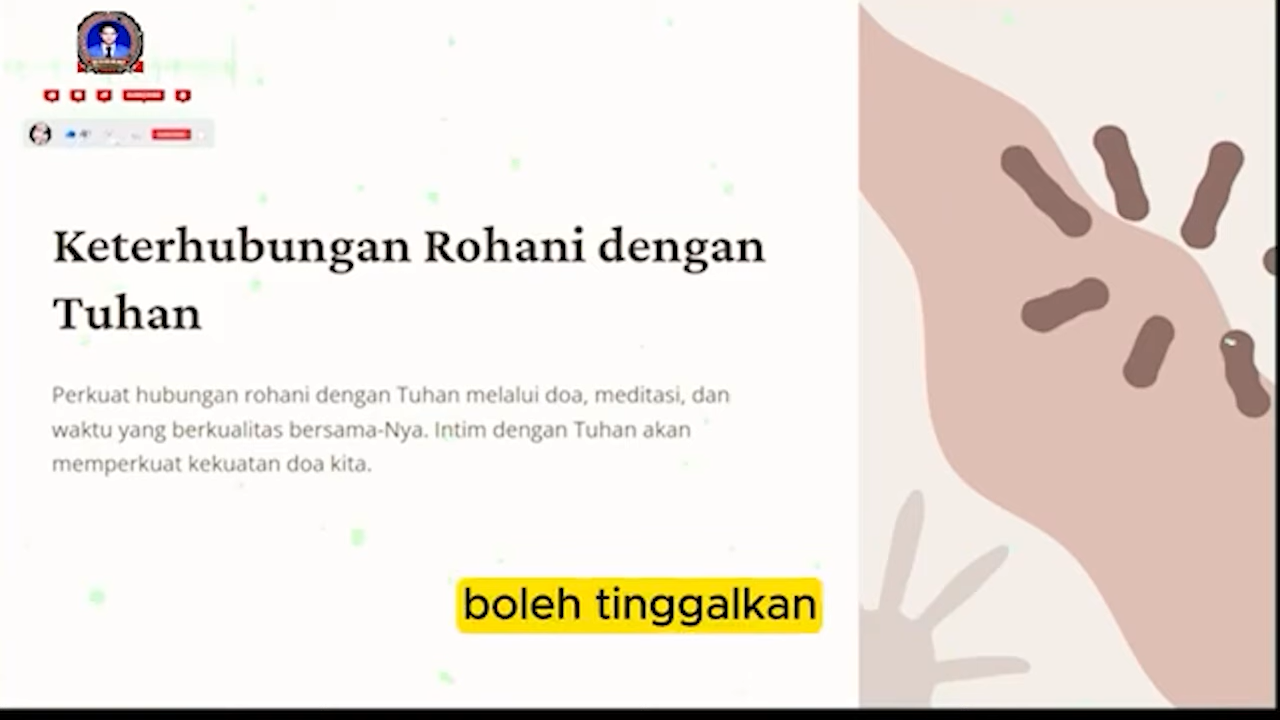 Keterhubungan Rohani dengan
Tuhan
Perkuat hubungan rohani dengan Tuhan melalui doa, meditasi, dan
waktu yang berkualitas bersama-Nya. Intim dengan Tuhan akan
memperkuat kekuatan doa kita.
boleh tinggalkan